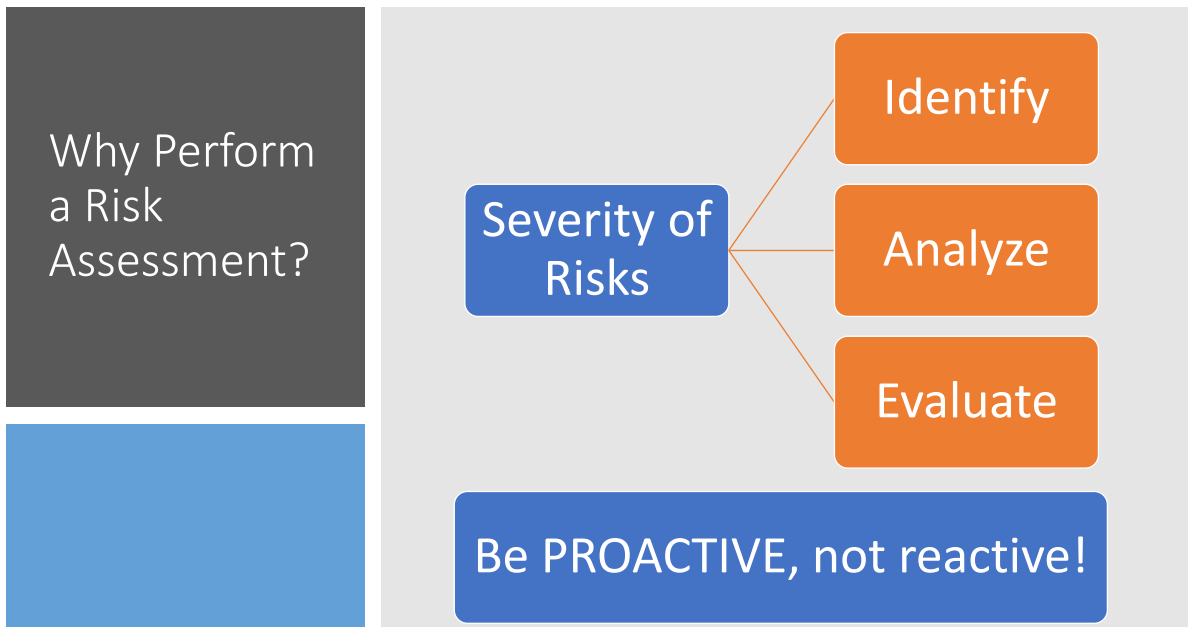 Why Perform
a Risk
Assessment?
Severity of
Risks
Identify
Analyze
Evaluate
Be PROACTIVE, not reactive!